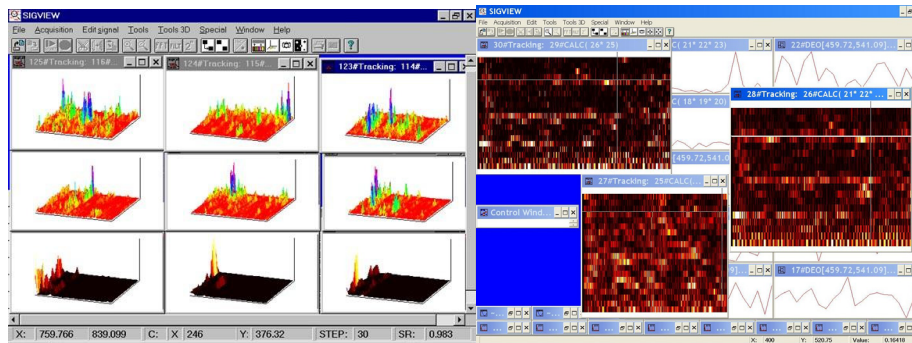 SIGVIEW
File Acquisition Edit signal Tools Tools 3D Special Window Help
125#Tracking: 116#...
124#Tracking: 115#...
123#Tracking: 114#...
X: 759.766 839.099 C: X 246 Y: 376.32 STEP: 30 SR: 0.983
SIGVIEW
File Acquisition Edit Tools Tools 3D Special Window Help
30#Tracking: 29#CALC( 26* 25)
C( 21* 22* 23)
22#DEO[459.72,541.09]...
28#Tracking: 26#CALC( 21* 22* ...
C( 18* 19* 20)
[459.72,541.0
27#Tracking: 25#CALC(...
Control Wind...
9]...
17#DEO[459.72,541.09]...
X: 400 Y: 520.75 Value: 0.16418